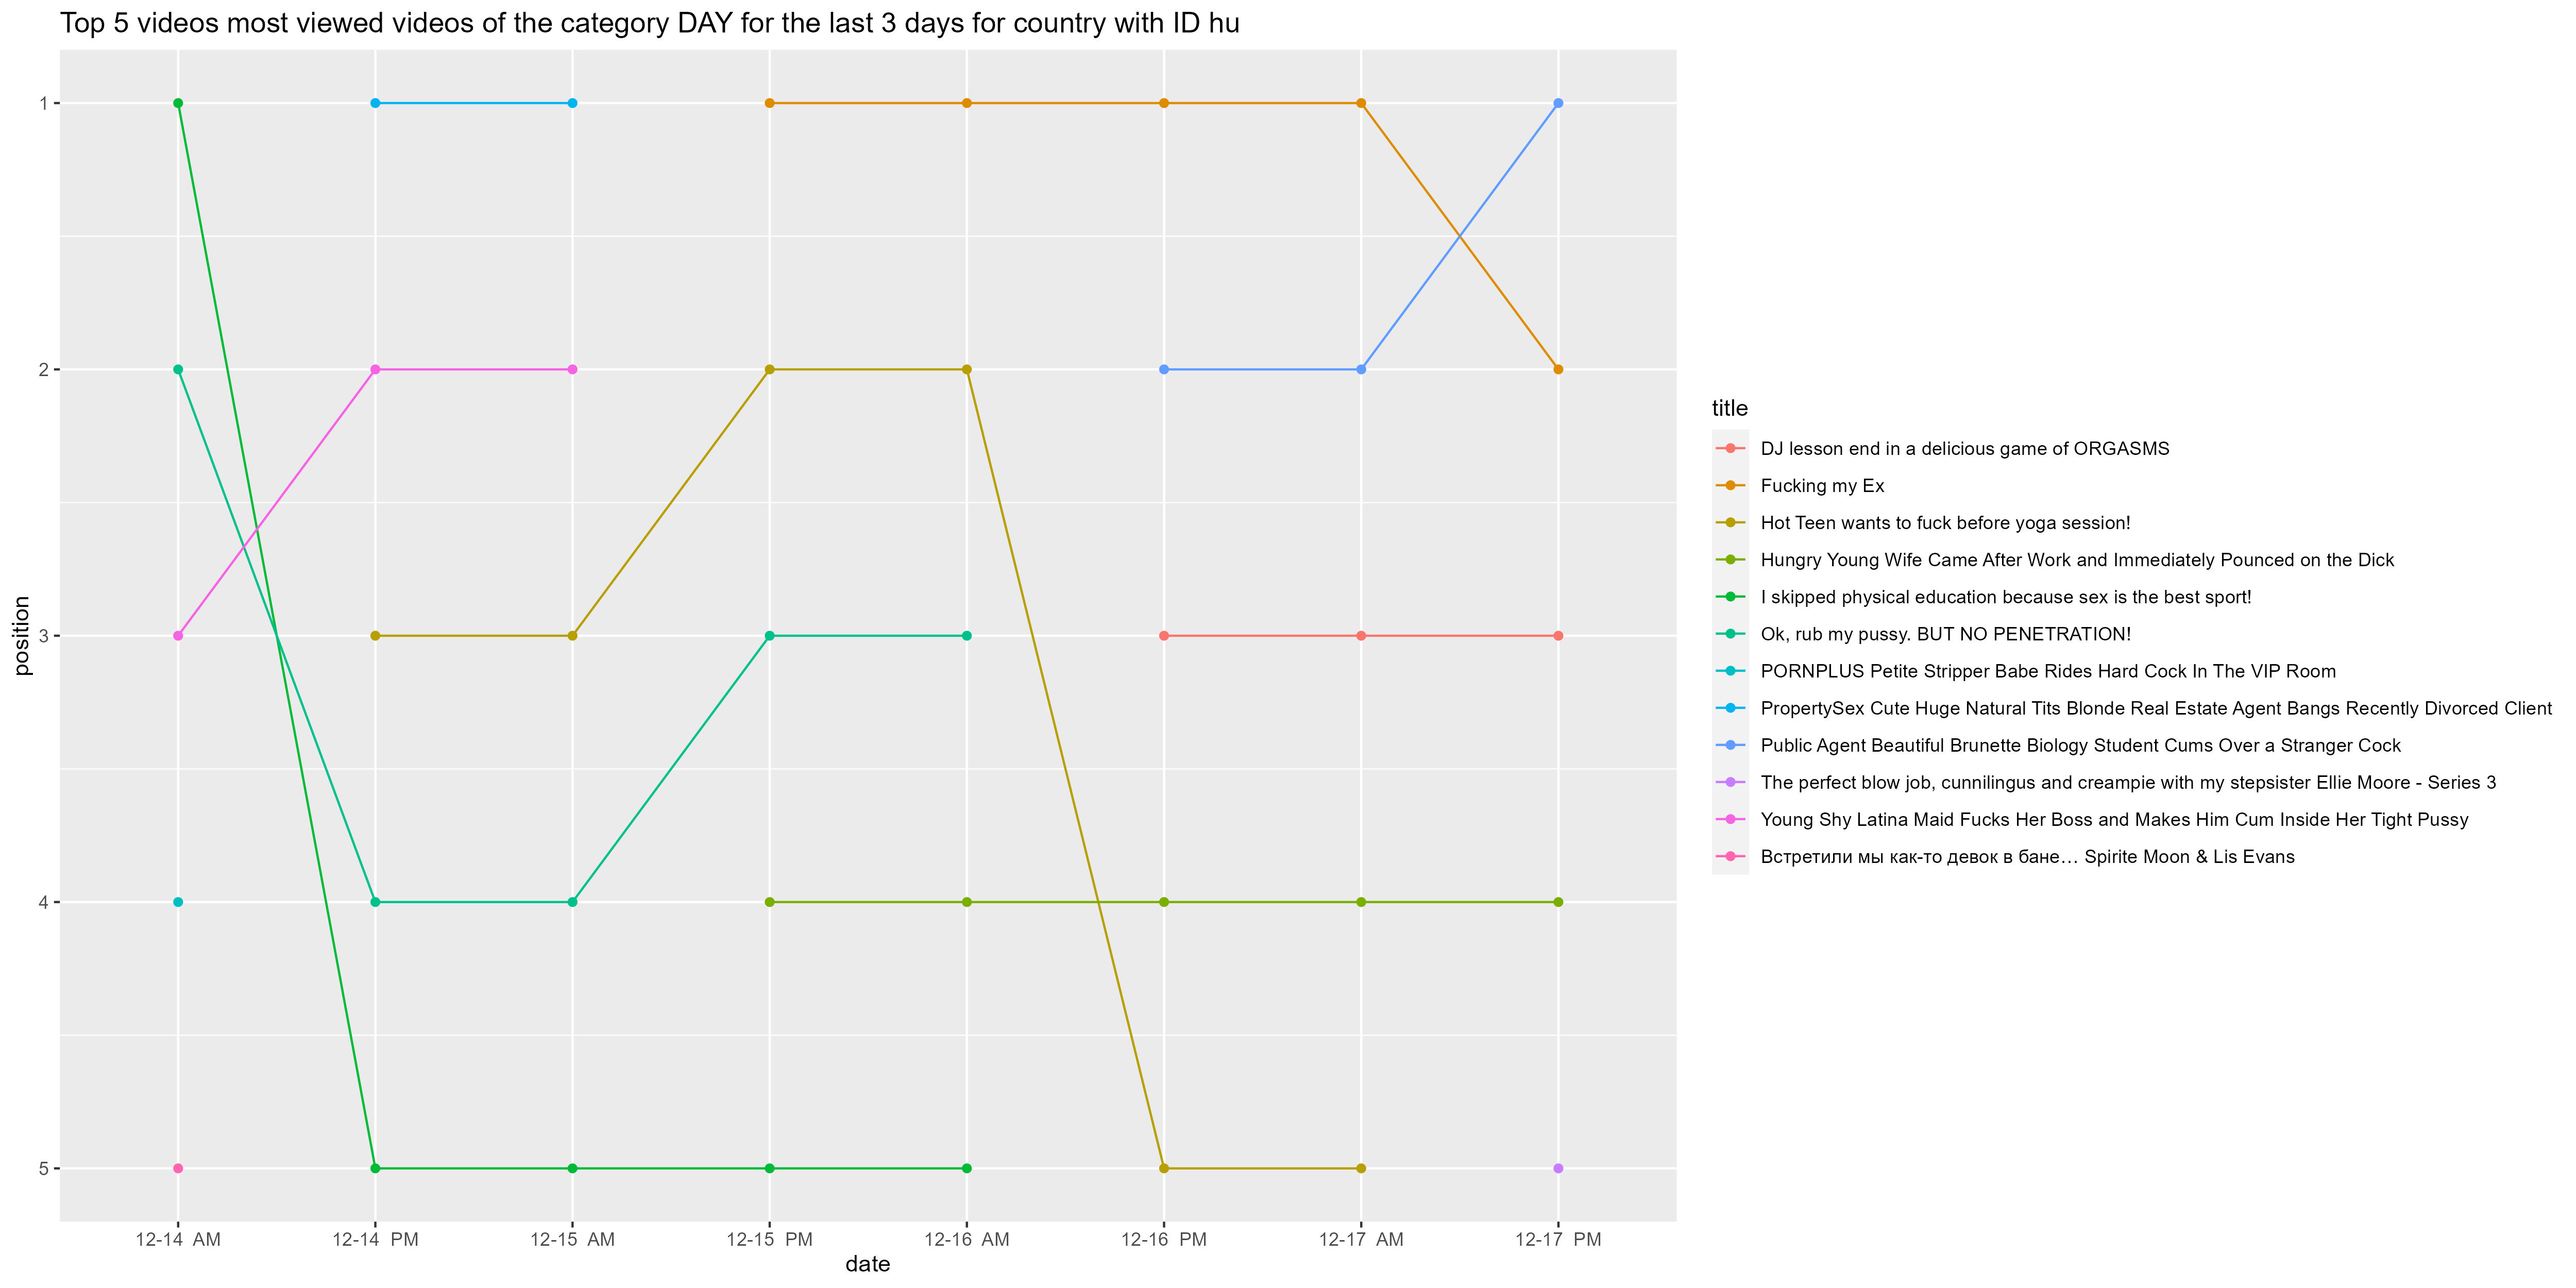 Top 5 videos most viewed videos of the category DAY for the last 3 days for country with ID hu
1
2
3
4
5
position
12-14 AM
12-14 PM
12-15 AM
12-15 PM
12-16 AM
12-16 PM
12-17 AM
12-17 PM
date
title
DJ lesson end in a delicious game of ORGASMS
Fucking my Ex
Hot Teen wants to fuck before yoga session!
Hungry Young Wife Came After Work and Immediately Pounced on the Dick
I skipped physical education because sex is the best sport!
Ok, rub my pussy. BUT NO PENETRATION!
PORNPLUS Petite Stripper Babe Rides Hard Cock In The VIP Room
PropertySex Cute Huge Natural Tits Blonde Real Estate Agent Bangs Recently Divorced Client
Public Agent Beautiful Brunette Biology Student Cums Over a Stranger Cock
The perfect blow job, cunnilingus and creampie with my stepsister Ellie Moore - Series 3
Young Shy Latina Maid Fucks Her Boss and Makes Him Cum Inside Her Tight Pussy
Встретили мы как-то девок в бане… Spirite Moon & Lis Evans